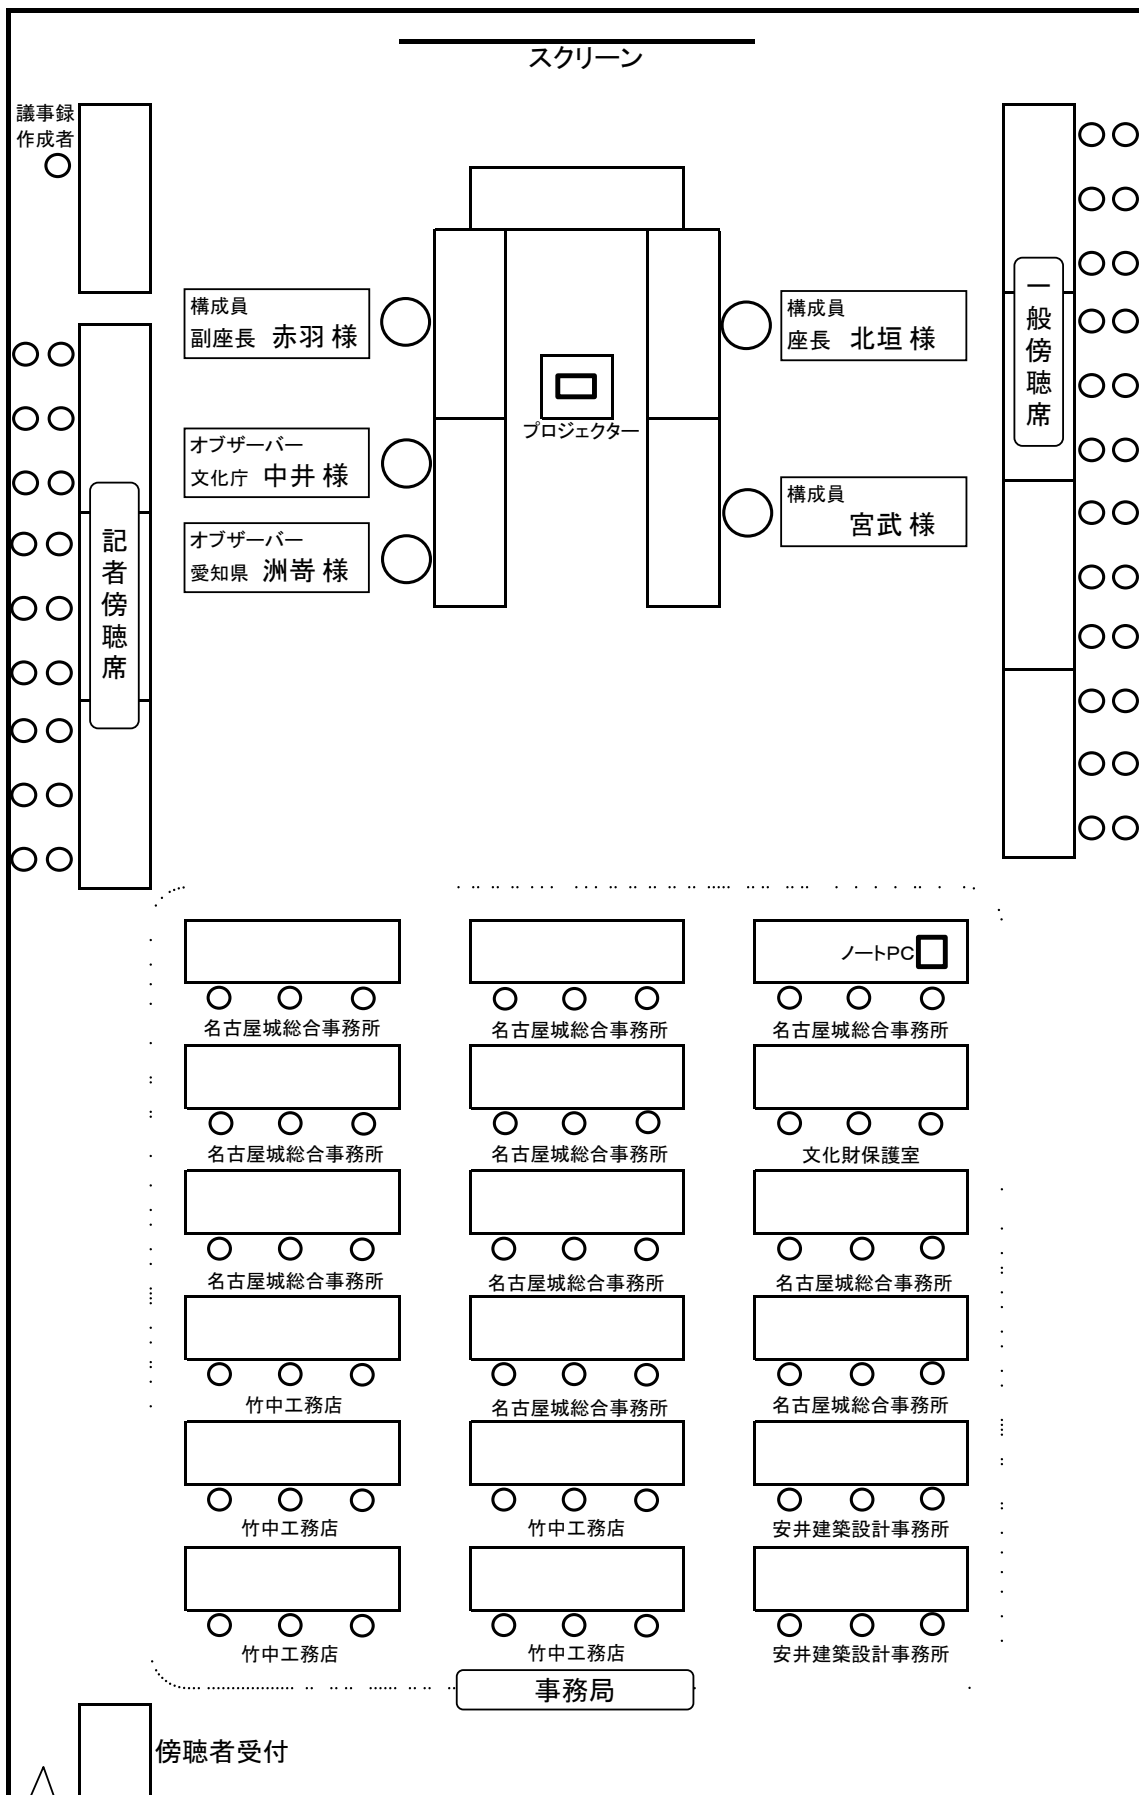 スクリーン
議事録
作成者
構成員
副座長 赤羽 様
構成員
座長 北垣 様
プロジェクター
オブザーバー
文化庁 中井 様
構成員
宮武 様
オブザーバー
愛知県 洲嵜 様
記者傍聴席
一般傍聴席
ノートPC
名古屋城総合事務所
名古屋城総合事務所
名古屋城総合事務所
名古屋城総合事務所
名古屋城総合事務所
文化財保護室
名古屋城総合事務所
名古屋城総合事務所
名古屋城総合事務所
竹中工務店
名古屋城総合事務所
名古屋城総合事務所
竹中工務店
竹中工務店
安井建築設計事務所
竹中工務店
竹中工務店
安井建築設計事務所
事務局
傍聴者受付